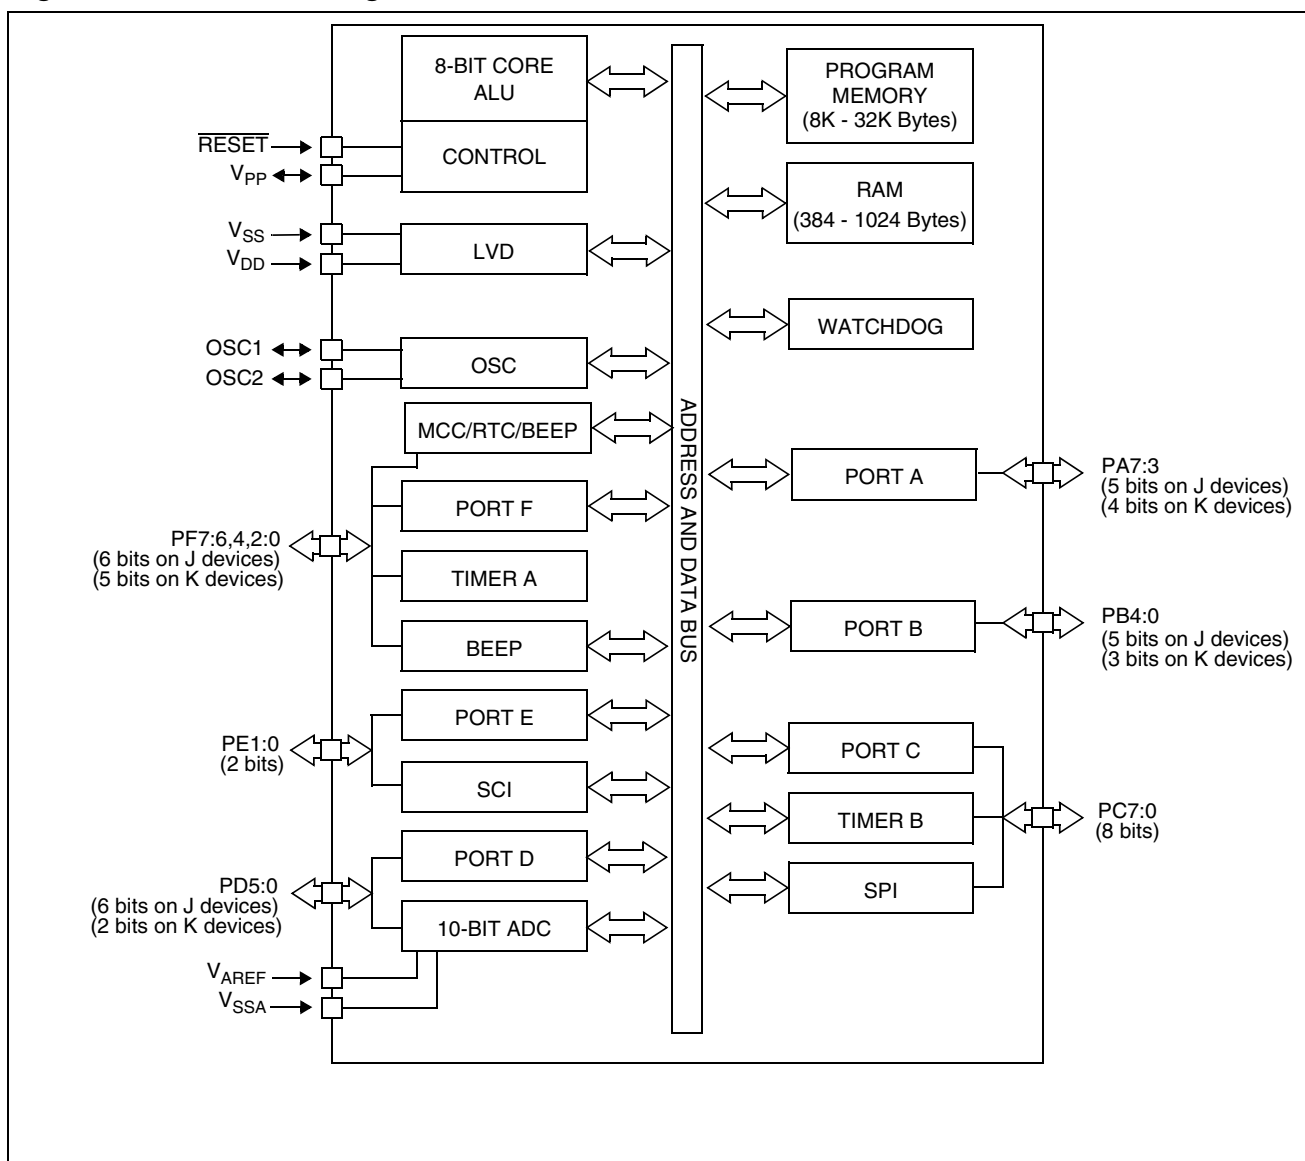 8-BIT CORE
ALU
CONTROL
RESET
VPP
VSS
VDD
LVD
OSC1
OSC2
OSC
MCC/RTC/BEEP
PORT F
PF7:6,4,2:0
(6 bits on J devices)
(5 bits on K devices)
TIMER A
BEEP
PORT E
PE1:0
(2 bits)
SCI
PORT D
PD5:0
(6 bits on J devices)
(2 bits on K devices)
10-BIT ADC
VAREF
VSSA
ADDRESS AND DATA BUS
PROGRAM
MEMORY
(8K - 32K Bytes)
RAM
(384 - 1024 Bytes)
WATCHDOG
PORT A
PA7:3
(5 bits on J devices)
(4 bits on K devices)
PORT B
PB4:0
(5 bits on J devices)
(3 bits on K devices)
PORT C
TIMER B
PC7:0
(8 bits)
SPI